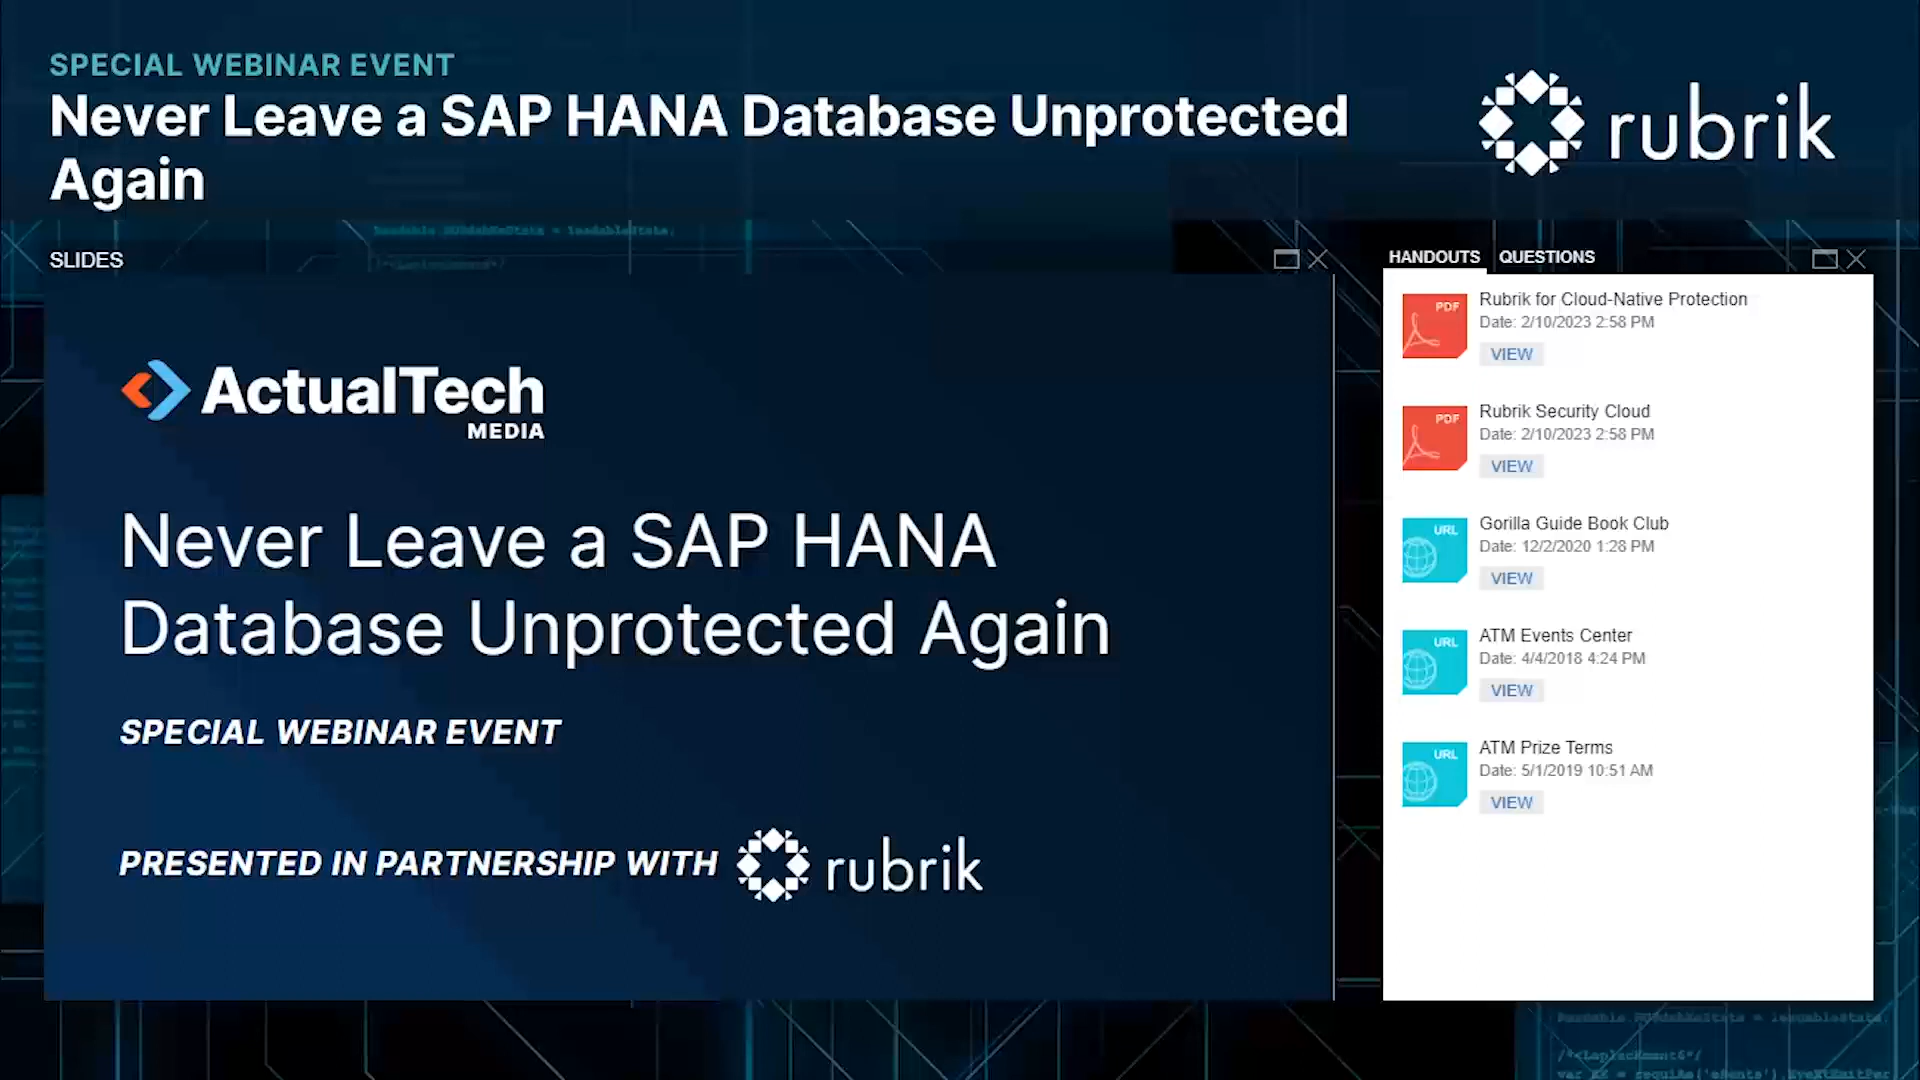 SPECIAL WEBINAR EVENT
Never Leave a SAP HANA Database Unprotected
Again
rubrik
SLIDES
ActualTech
MEDIA
Never Leave a SAP HANA
Database Unprotected Again
SPECIAL WEBINAR EVENT
PRESENTED IN PARTNERSHIP WITH rubrik
HANDOUTS QUESTIONS
PDF
Rubrik for Cloud-Native Protection
Date: 2/10/2023 2:58 PM
VIEW
PDF
Rubrik Security Cloud
Date: 2/10/2023 2:58 PM
VIEW
URL
Gorilla Guide Book Club
Date: 12/2/2020 1:28 PM
VIEW
URL
ATM Events Center
Date: 4/4/2018 4:24 PM
VIEW
URL
ATM Prize Terms
Date: 5/1/2019 10:51 AM
VIEW